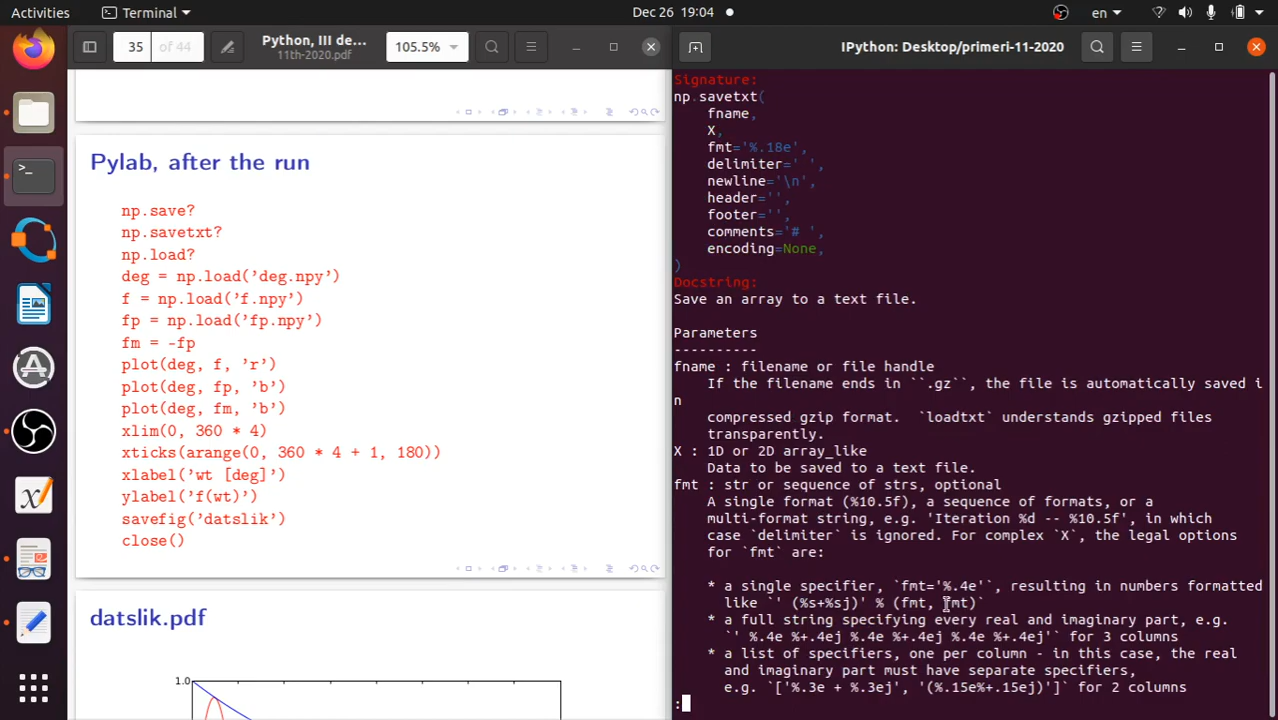 Activities
Terminal
Dec 26 19:04
en
35
of 44
Python, III de...
11th-2020.pdf
105.5%
IPython: Desktop/primeri-11-2020
Pylab, after the run
np.save?
np.savetxt?
np.load?
deg = np.load('deg.npy')
f = np.load('f.npy')
fp = np.load('fp.npy')
fm = -fp
plot(deg, f, 'r')
plot(deg, fp, 'b')
plot(deg, fm, 'b')
xlim(0, 360 * 4)
xticks(arange(0, 360 * 4 + 1, 180))
xlabel('wt [deg]')
ylabel('f(wt)')
savefig('datslik')
close()
datslik.pdf
1.0
Signature:
np.savetxt(
    fname,
    X,
    fmt='%.18e',
    delimiter=' ',
    newline='\n',
    header='',
    footer='',
    comments='# ',
    encoding=None,
)
Docstring:
Save an array to a text file.
Parameters
----------
fname : filename or file handle
    If the filename ends in ``.gz``, the file is automatically saved i
n
    compressed gzip format.  `loadtxt` understands gzipped files
    transparently.
X : 1D or 2D array_like
    Data to be saved to a text file.
fmt : str or sequence of strs, optional
    A single format (%10.5f), a sequence of formats, or a
    multi-format string, e.g. 'Iteration %d -- %10.5f', in which
    case `delimiter` is ignored. For complex `X`, the legal options
    for `fmt` are:
    * a single specifier, `fmt='%.4e'`, resulting in numbers formatted
      like `' (%s+%sj)' % (fmt, fmt)`
    * a full string specifying every real and imaginary part, e.g.
      `' %.4e %+.4ej %.4e %+.4ej %.4e %+.4ej'` for 3 columns
    * a list of specifiers, one per column - in this case, the real
      and imaginary part must have separate specifiers,
      e.g. `['%.3e + %.3ej', '(%.15e%+.15ej)']` for 2 columns
: